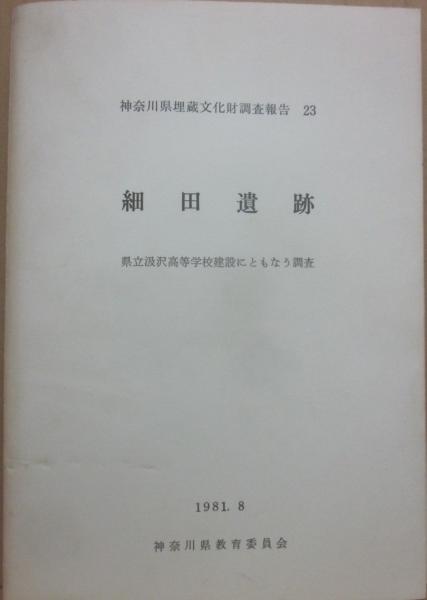 神奈川県埋蔵文化財調査報告 23
細田遺跡
県立汲沢高等学校建設にともなう調査
1981. 8
神奈川県教育委員会